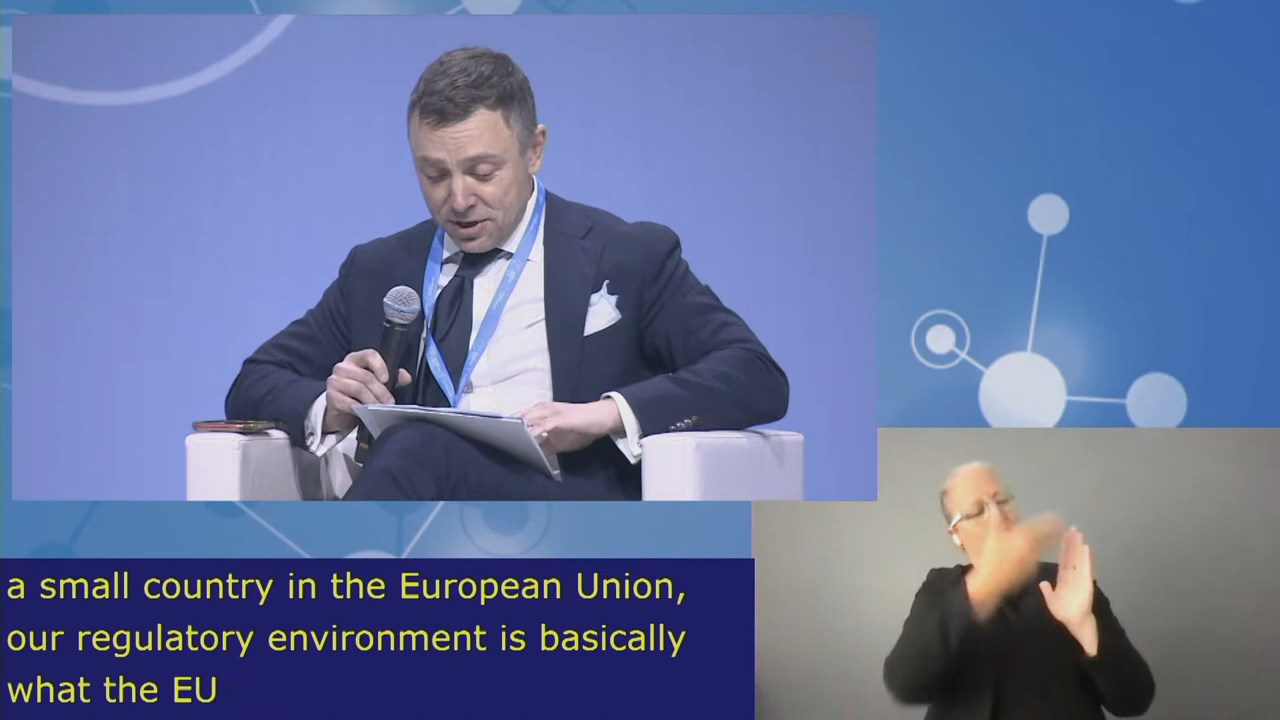 a small country in the European Union,
our regulatory environment is basically
what the EU